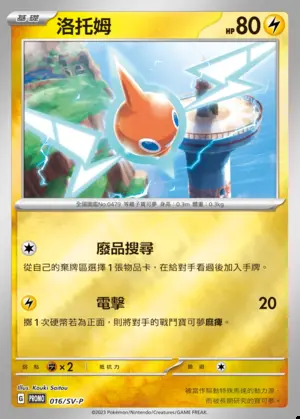 基礎
洛托姆
HP80
全國圖鑑No.0479 等離子寶可夢 身高:0.3m 體重:0.3kg
廢品搜尋
從自己的棄牌區選擇1張物品卡,在給對手看過後加入手牌。
電擊 20
擲1次硬幣若為正面,則將對手的戰鬥寶可夢麻痺。
Illus. Kouki Saitou
弱點 ×2 抵抗力 撤退
G PROMO 016/SV-P
©2023 Pokémon/Nintendo/Creatures/GAME FREAK.